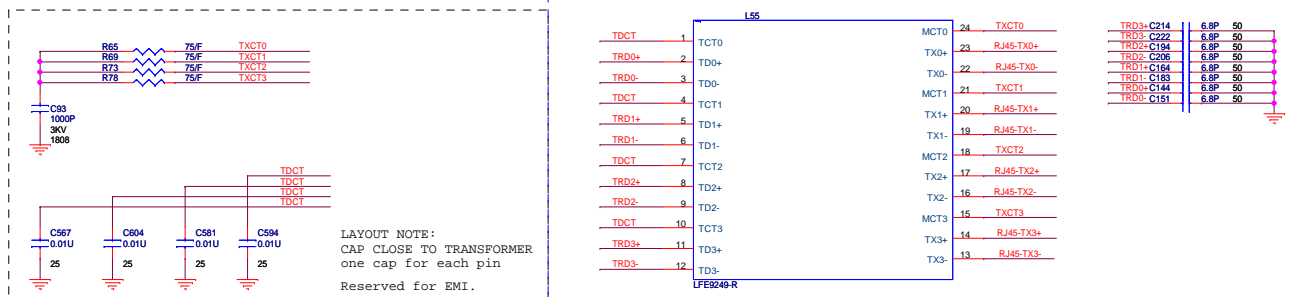 R65 75/F TXCT0
R69 75/F TXCT1
R73 75/F TXCT2
R78 75/F TXCT3
C93
1000P
3KV
1808
TDCT
TDCT
TDCT
TDCT
C567 C604 C581 C594
0.01U 0.01U 0.01U 0.01U
25 25 25 25
LAYOUT NOTE:
CAP CLOSE TO TRANSFORMER
one cap for each pin
Reserved for EMI.
L55
TDCT 1 TCT0 MCT0 24 TXCT0
TRD0+ 2 TD0+ TX0+ 23 RJ45-TX0+
TRD0- 3 TD0- TX0- 22 RJ45-TX0-
TDCT 4 TCT1 MCT1 21 TXCT1
TRD1+ 5 TD1+ TX1+ 20 RJ45-TX1+
TRD1- 6 TD1- TX1- 19 RJ45-TX1-
TDCT 7 TCT2 MCT2 18 TXCT2
TRD2+ 8 TD2+ TX2+ 17 RJ45-TX2+
TRD2- 9 TD2- TX2- 16 RJ45-TX2-
TDCT 10 TCT3 MCT3 15 TXCT3
TRD3+ 11 TD3+ TX3+ 14 RJ45-TX3+
TRD3- 12 TD3- TX3- 13 RJ45-TX3-
LFE9249-R
TRD3+ C214 6.8P 50
TRD3- C222 6.8P 50
TRD2+ C194 6.8P 50
TRD2- C206 6.8P 50
TRD1+ C164 6.8P 50
TRD1- C183 6.8P 50
TRD0+ C144 6.8P 50
TRD0- C151 6.8P 50